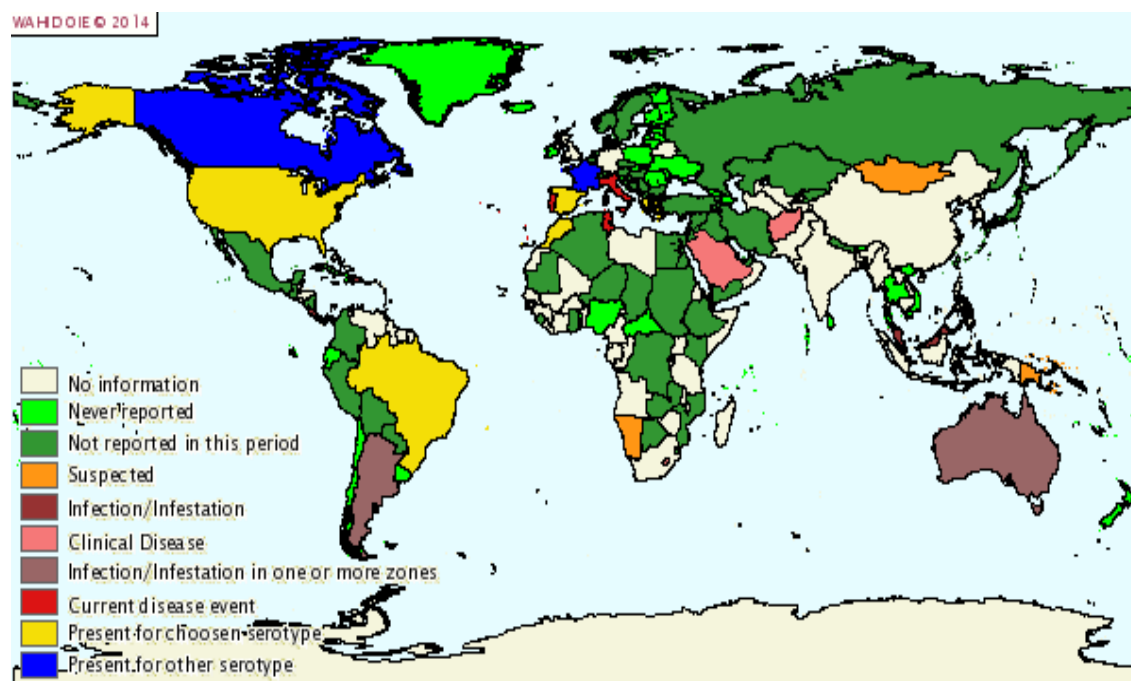 WAHIDOIE © 2014
No information
Never reported
Not reported in this period
Suspected
Infection/Infestation
Clinical Disease
Infection/Infestation in one or more zones
Current disease event
Present for choosen serotype
Present for other serotype